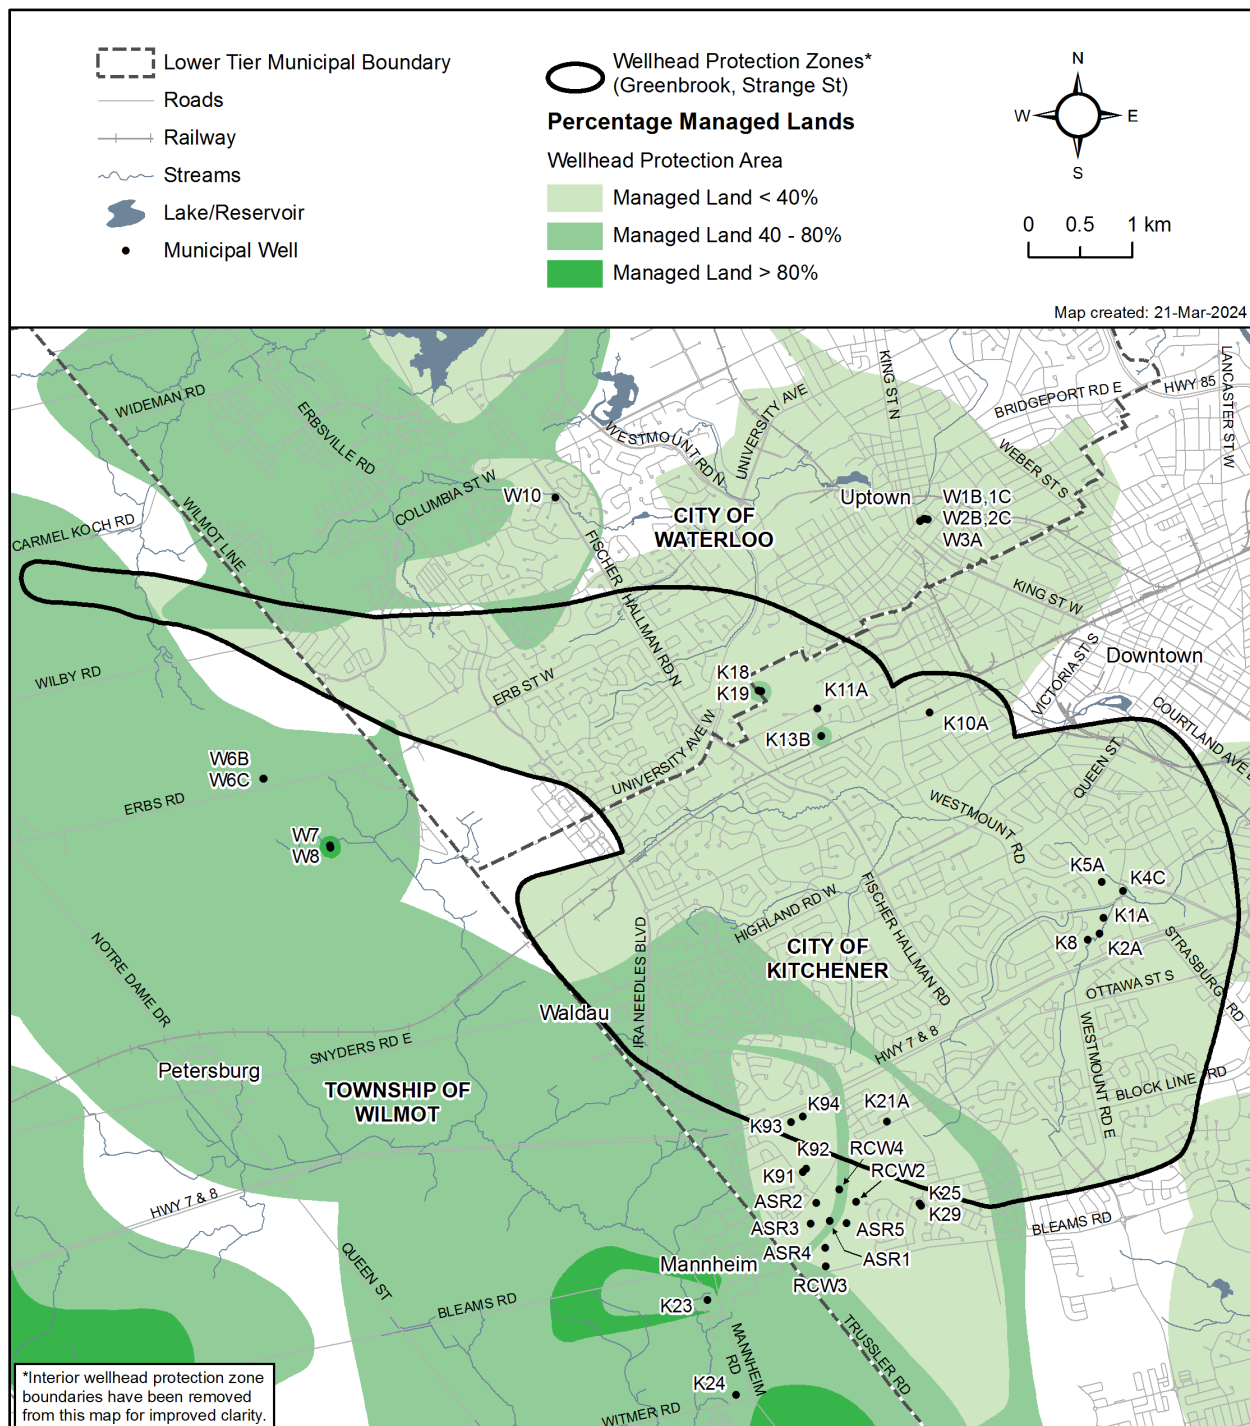 Lower Tier Municipal Boundary
Roads
Railway
Streams
Lake/Reservoir
Municipal Well
Wellhead Protection Zones*
(Greenbrook, Strange St)
Percentage Managed Lands
Wellhead Protection Area
Managed Land < 40%
Managed Land 40 - 80%
Managed Land > 80%
N
W E
S
0 0.5 1 km
Map created: 21-Mar-2024
WIDEMAN RD
ERBSVILLE RD
COLUMBIA ST W
WILMOT LINE
CARMEL KOCH RD
W10
FISCHER HALLMAN RD N
WESTMOUNT RD N
UNIVERSITY AVE
KING ST N
BRIDGEPORT RD E
HWY 85
LANCASTER ST W
WEBER ST S
Uptown
W1B,1C
W2B,2C
W3A
CITY OF
WATERLOO
KING ST W
VICTORIA ST S
Downtown
COURTLAND AVE E
WILBY RD
ERB ST W
K18
K19
K11A
K10A
K13B
UNIVERSITY AVE W
QUEEN ST
W6B
W6C
ERBS RD
W7
W8
WESTMOUNT RD
K5A
K4C
K1A
K8
K2A
HIGHLAND RD W
FISCHER HALLMAN RD
CITY OF
KITCHENER
STRASBURG RD
OTTAWA ST S
NOTRE DAME DR
IRA NEEDLES BLVD
Waldau
HWY 7 & 8
WESTMOUNT RD E
BLOCK LINE RD
SNYDERS RD E
Petersburg
TOWNSHIP OF
WILMOT
K94
K93
K21A
K92
RCW4
K91
RCW2
ASR2
K25
K29
ASR3
ASR5
BLEAMS RD
ASR4
ASR1
RCW3
HWY 7 & 8
QUEEN ST
Mannheim
BLEAMS RD
K23
TRUSSLER RD
MANNHEIM
RD
K24
WITMER RD
*Interior wellhead protection zone
boundaries have been removed
from this map for improved clarity.